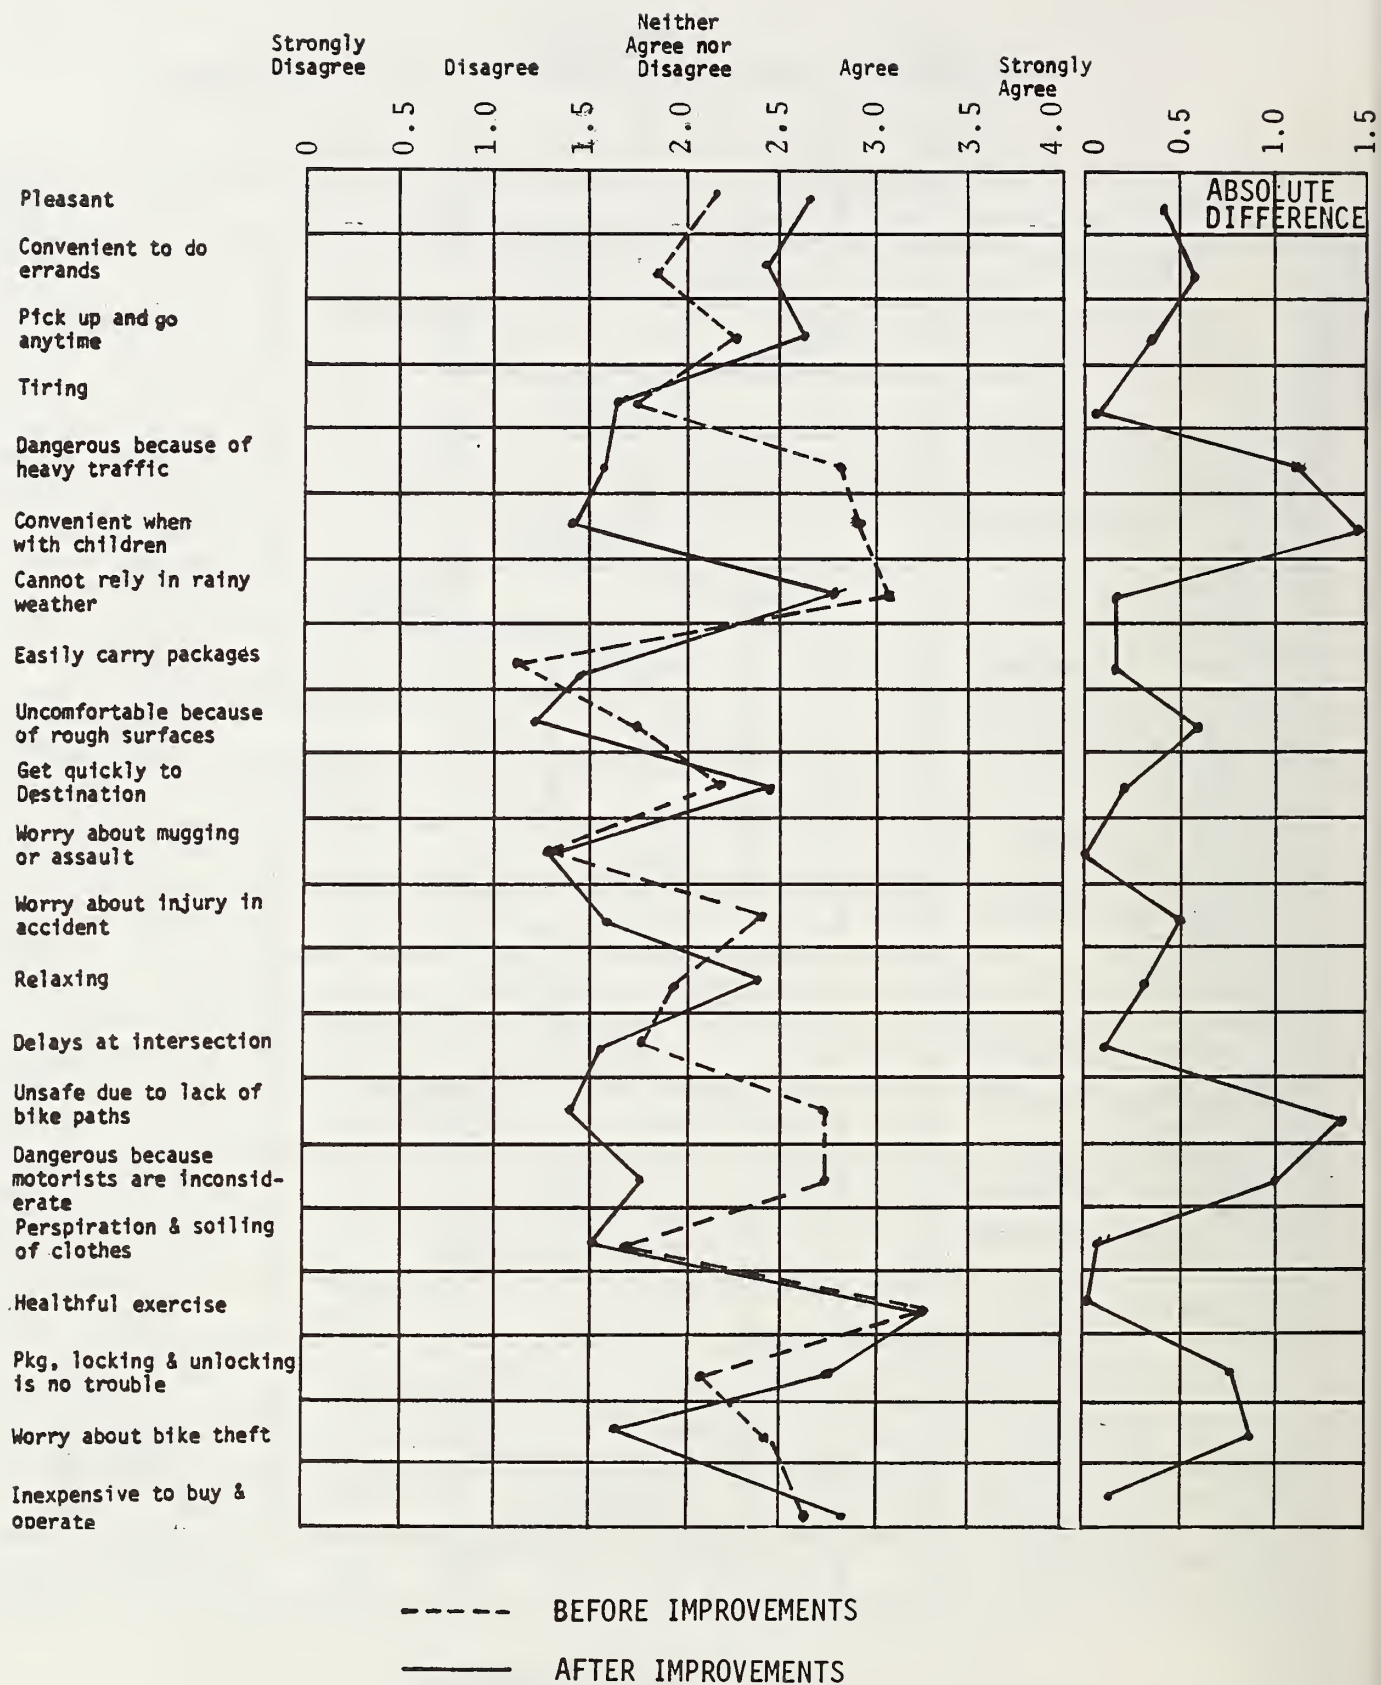 Strongly
Disagree
Disagree
Neither
Agree nor
Disagree
Agree
Strongly
Agree
0
0.5
1.0
1.5
2.0
2.5
3.0
3.5
4.0
0
0.5
1.0
1.5
ABSOLUTE
DIFFERENCE
Pleasant
Convenient to do
errands
Pick up and go
anytime
Tiring
Dangerous because of
heavy traffic
Convenient when
with children
Cannot rely in rainy
weather
Easily carry packages
Uncomfortable because
of rough surfaces
Get quickly to
Destination
Worry about mugging
or assault
Worry about injury in
accident
Relaxing
Delays at intersection
Unsafe due to lack of
bike paths
Dangerous because
motorists are inconsid-
erate
Perspiration & soiling
of clothes
Healthful exercise
Pkg, locking & unlocking
is no trouble
Worry about bike theft
Inexpensive to buy &
operate
BEFORE IMPROVEMENTS
AFTER IMPROVEMENTS